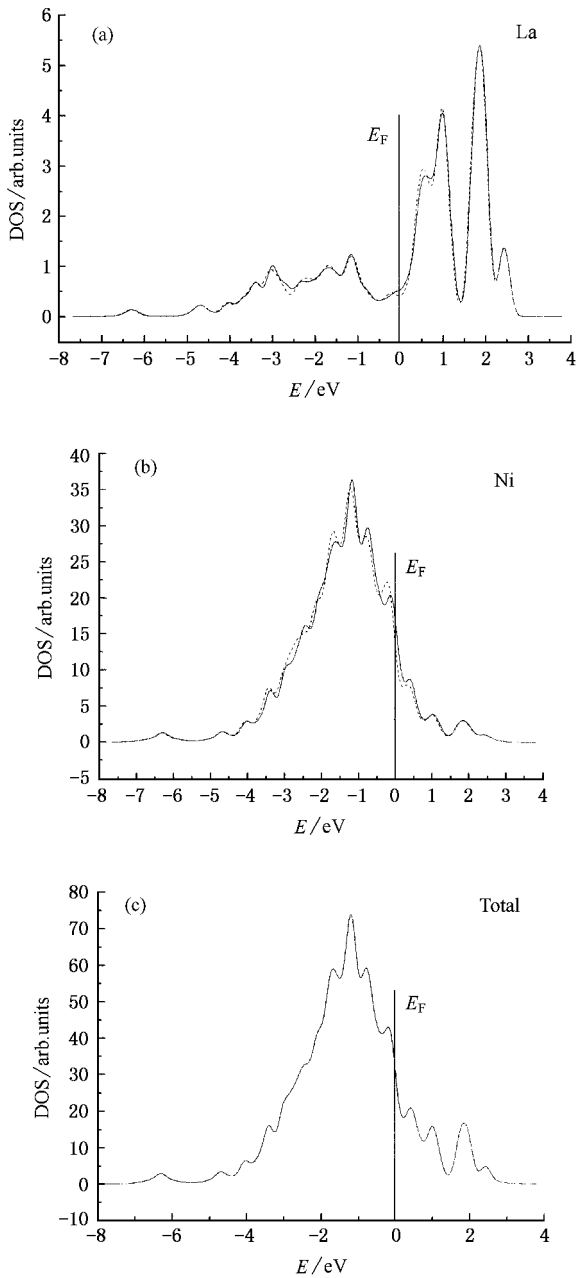 (a)
La
6
5
4
3
2
1
0
DOS/arb.units
E_F
-8 -7 -6 -5 -4 -3 -2 -1 0 1 2 3 4
E/eV
(b)
Ni
40
35
30
25
20
15
10
5
0
-5
DOS/arb.units
E_F
-8 -7 -6 -5 -4 -3 -2 -1 0 1 2 3 4
E/eV
(c)
Total
80
70
60
50
40
30
20
10
0
-10
DOS/arb.units
E_F
-8 -6 -4 -2 0 2 4
E/eV